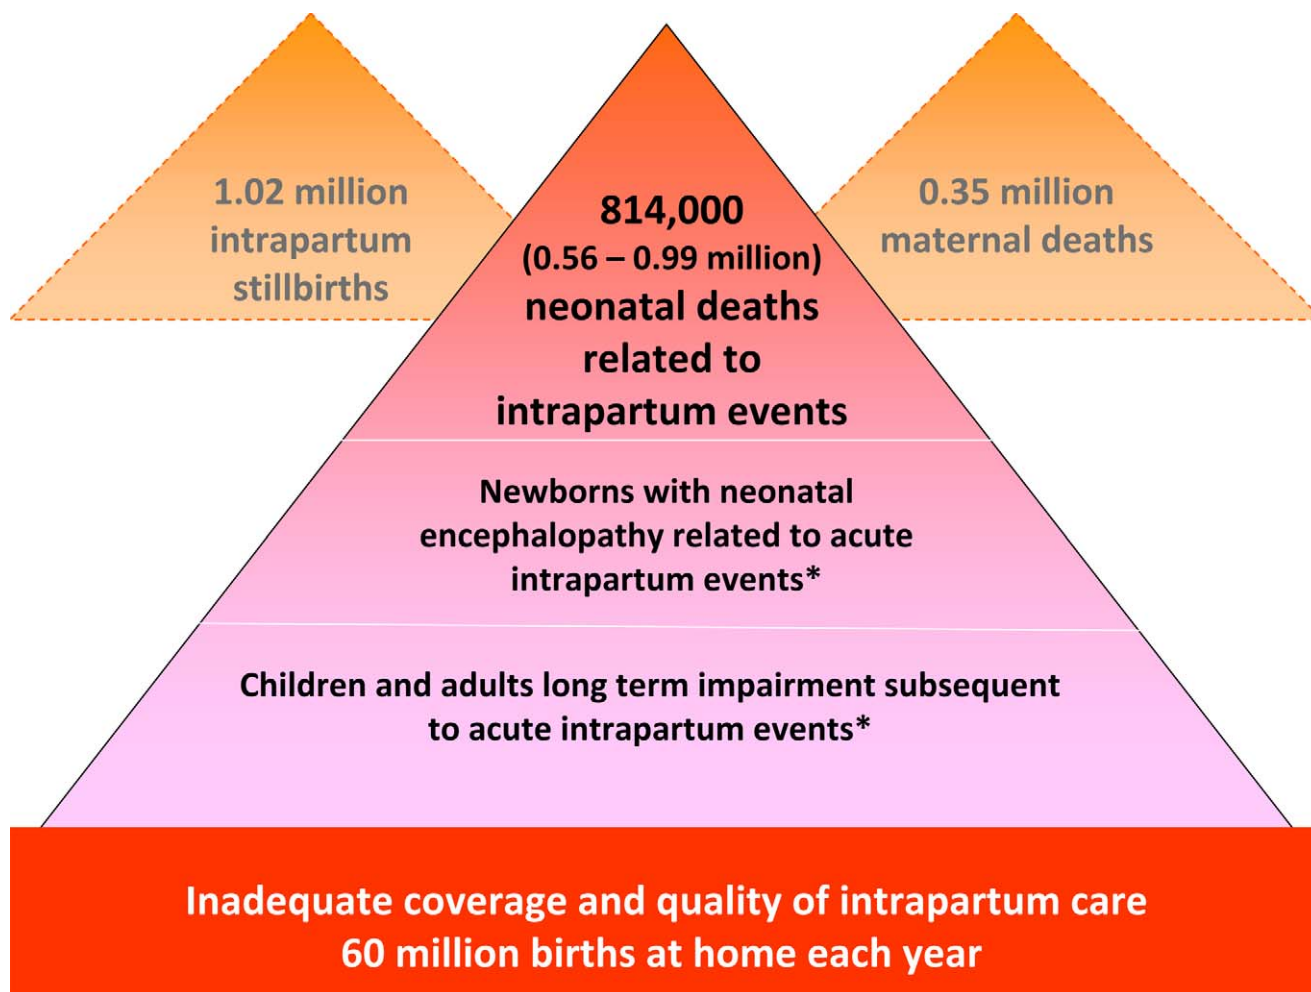 1.02 million
intrapartum
stillbirths
814,000
(0.56 – 0.99 million)
neonatal deaths
related to
intrapartum events
0.35 million
maternal deaths
Newborns with neonatal
encephalopathy related to acute
intrapartum events*
Children and adults long term impairment subsequent
to acute intrapartum events*
Inadequate coverage and quality of intrapartum care
60 million births at home each year